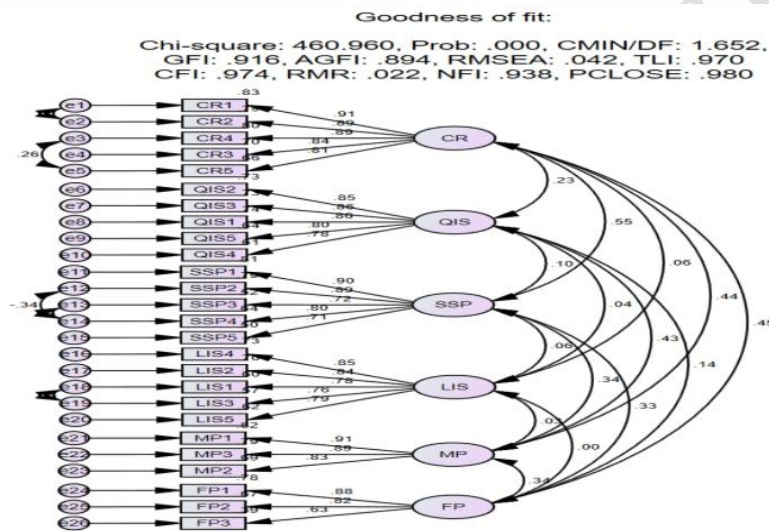 Goodness of fit:
Chi-square: 460.960, Prob: .000, CMIN/DF: 1.652,
GFI: .916, AGFI: .894, RMSEA: .042, TLI: .970
CFI: .974, RMR: .022, NFI: .938, PCLOSE: .980
.83
e1 CR1 .91
e2 CR2 .89
e3 CR4 .89 CR
.26 e4 CR3 .84
e5 CR5 .81
e6 QIS2 .85 .23
e7 QIS3 .86
e8 QIS1 .86 QIS .55
e9 QIS5 .80 .06
e10 QIS4 .78
e11 SSP1 .90 .10
e12 SSP2 .89 .04 .44
-.34 e13 SSP3 .72 SSP .43
e14 SSP4 .80 .14
e15 SSP5 .71 .06
e16 LIS4 .85 .34
e17 LIS2 .84 .33
e18 LIS1 .78 LIS
e19 LIS3 .76
e20 LIS5 .79 .00
e21 MP1 .91
e22 MP3 MP
e23 MP2 .83
.78
e24 FP1 .88 .34
e25 FP2 .82 FP
e26 FP3 .63